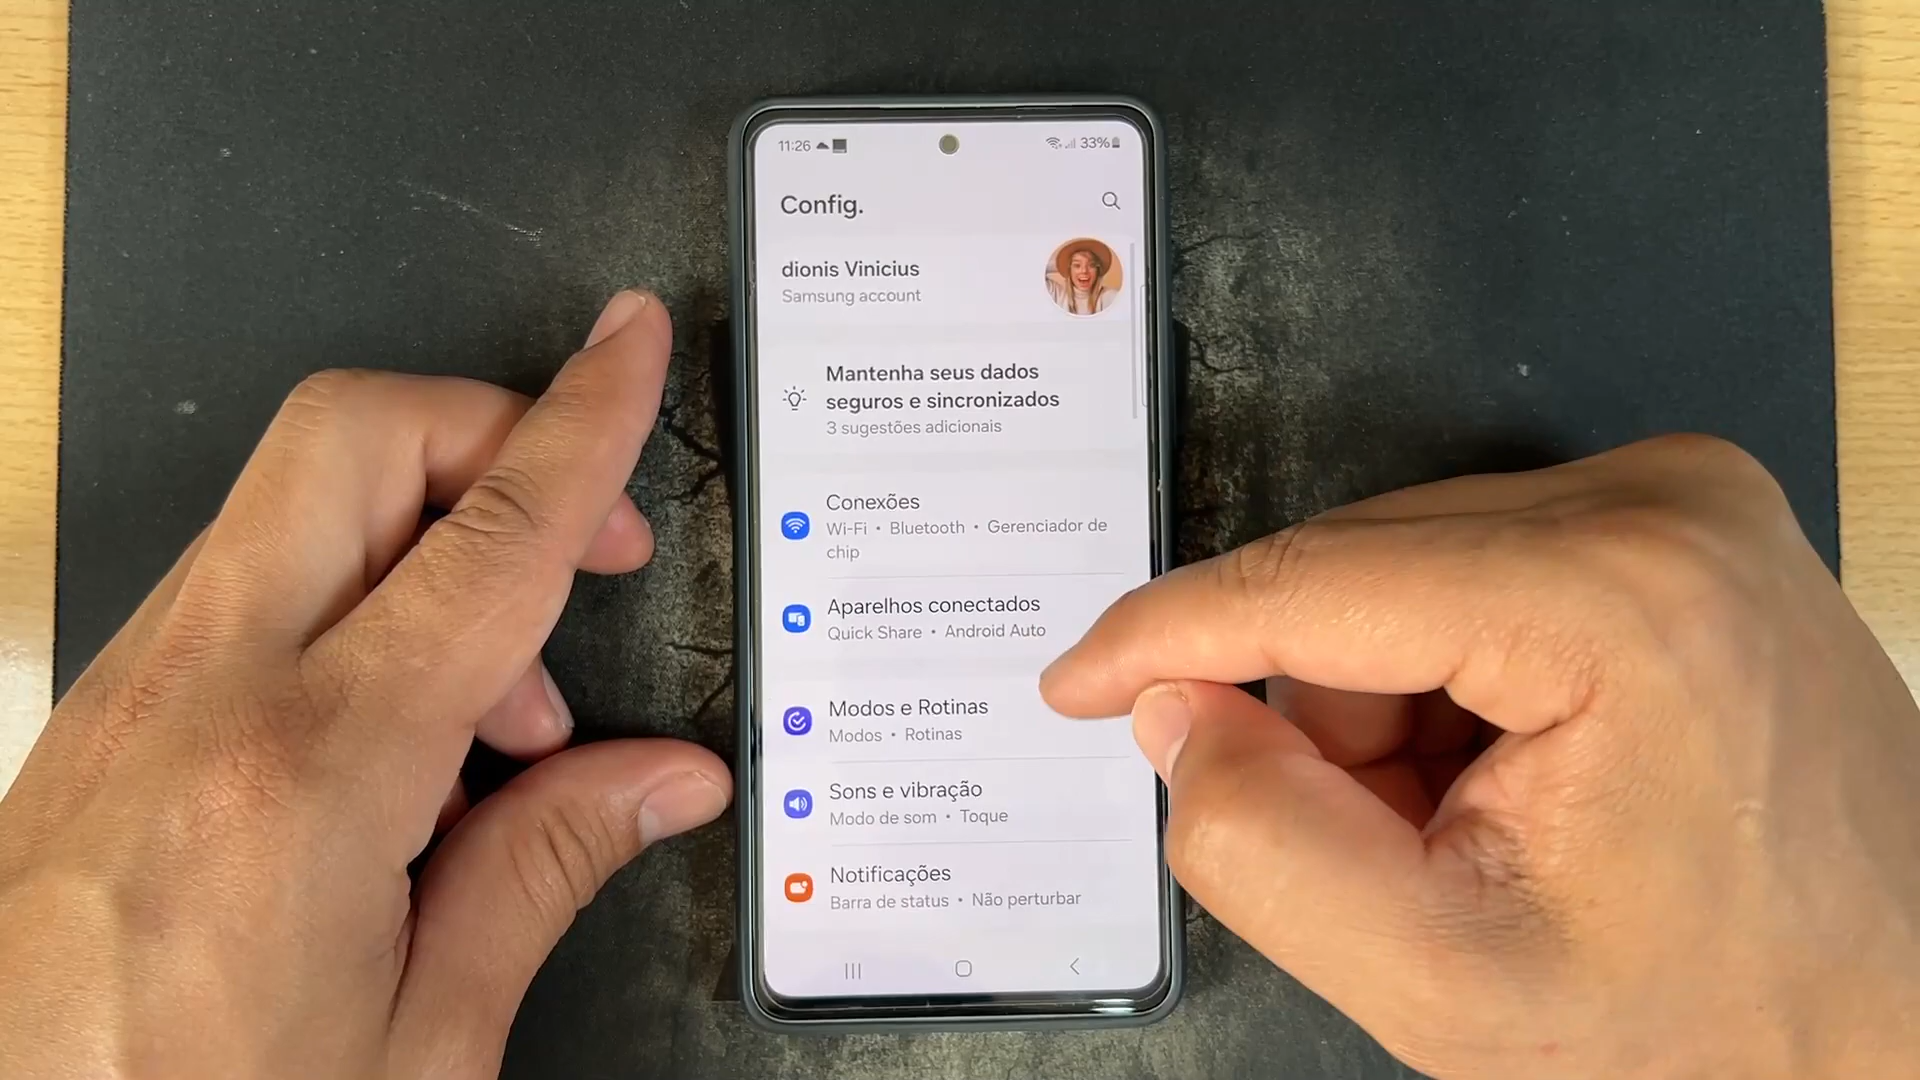 11:26
33%
Config.
dionis Vinicius
Samsung account
Mantenha seus dados
seguros e sincronizados
3 sugestões adicionais
Conexões
Wi-Fi • Bluetooth • Gerenciador de
chip
Aparelhos conectados
Quick Share • Android Auto
Modos e Rotinas
Modos • Rotinas
Sons e vibração
Modo de som • Toque
Notificações
Barra de status • Não perturbar